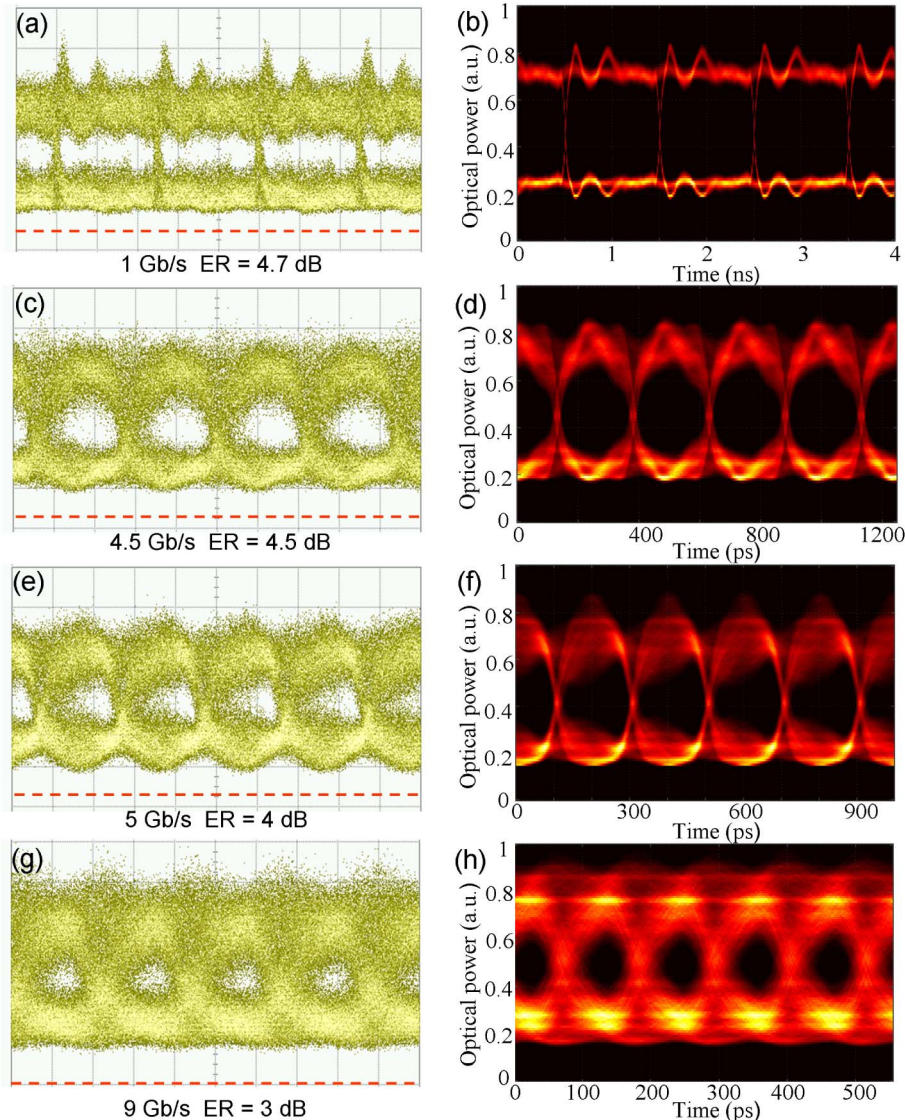 (a)
1 Gb/s ER = 4.7 dB
(b)
Optical power (a.u.)
1
0.8
0.6
0.4
0.2
0
0 1 2 3 4
Time (ns)
(c)
4.5 Gb/s ER = 4.5 dB
(d)
Optical power (a.u.)
1
0.8
0.6
0.4
0.2
0
0 400 800 1200
Time (ps)
(e)
5 Gb/s ER = 4 dB
(f)
Optical power (a.u.)
1
0.8
0.6
0.4
0.2
0
0 300 600 900
Time (ps)
(g)
9 Gb/s ER = 3 dB
(h)
Optical power (a.u.)
1
0.8
0.6
0.4
0.2
0
0 100 200 300 400 500
Time (ps)